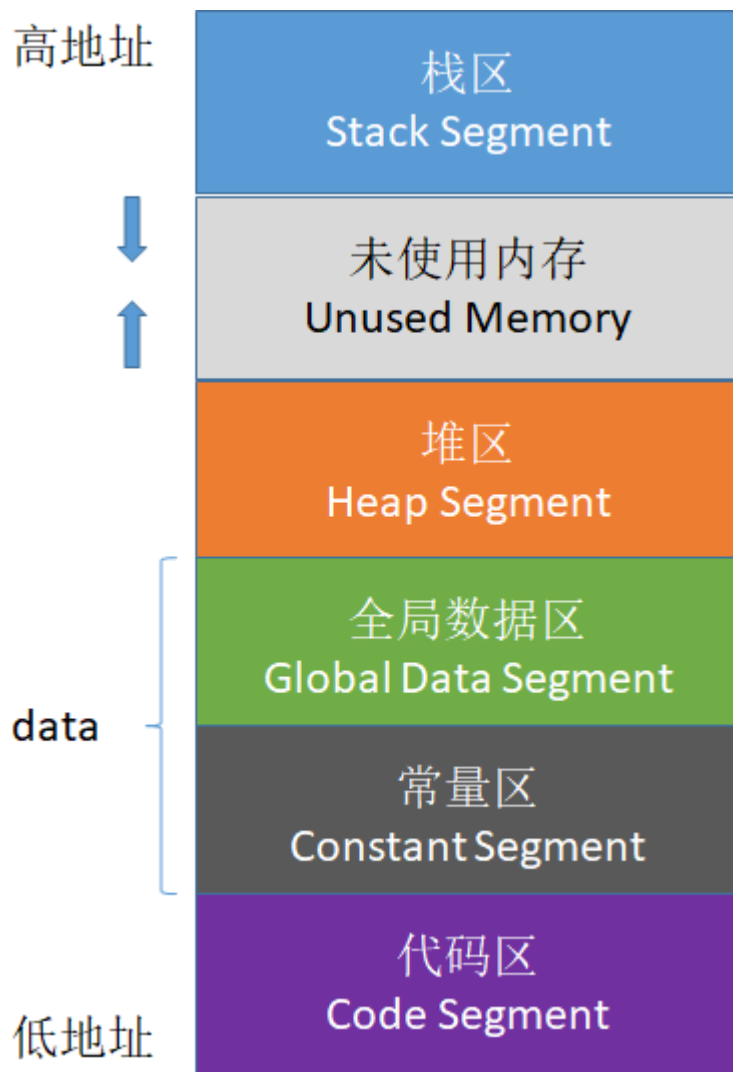 高地址
栈区
Stack Segment
未使用内存
Unused Memory
堆区
Heap Segment
全局数据区
Global Data Segment
data
常量区
Constant Segment
代码区
Code Segment
低地址